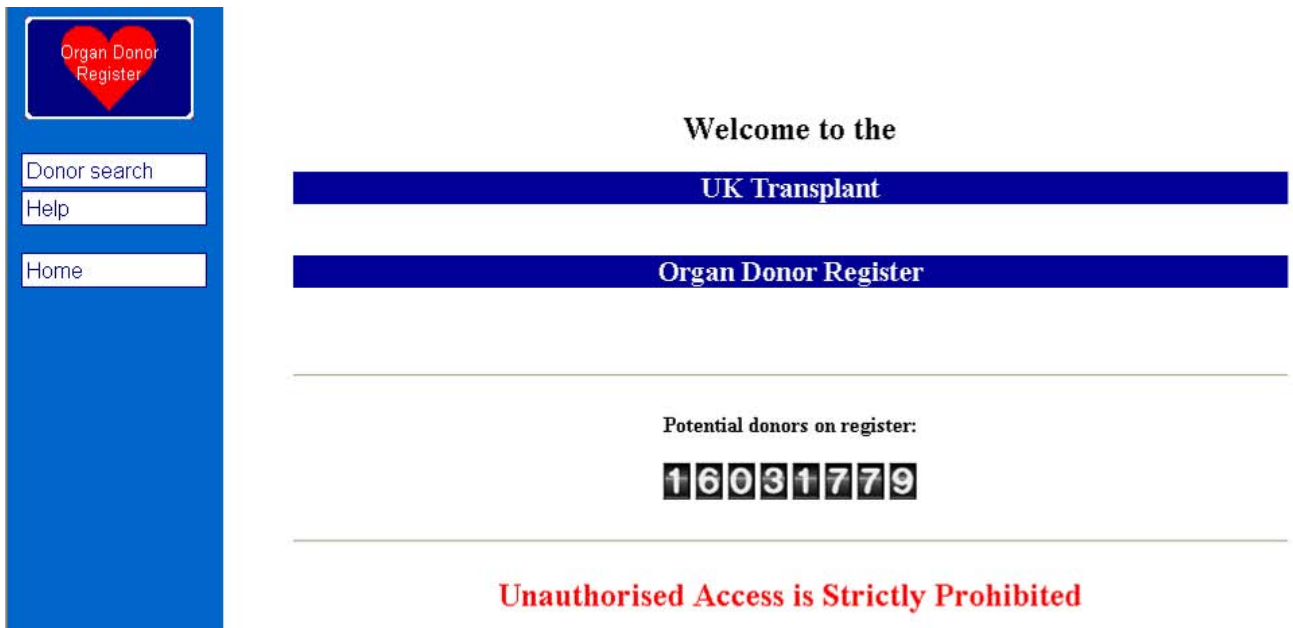 Organ Donor
Register
Donor search
Help
Home
Welcome to the
UK Transplant
Organ Donor Register
Potential donors on register:
16031779
Unauthorised Access is Strictly Prohibited